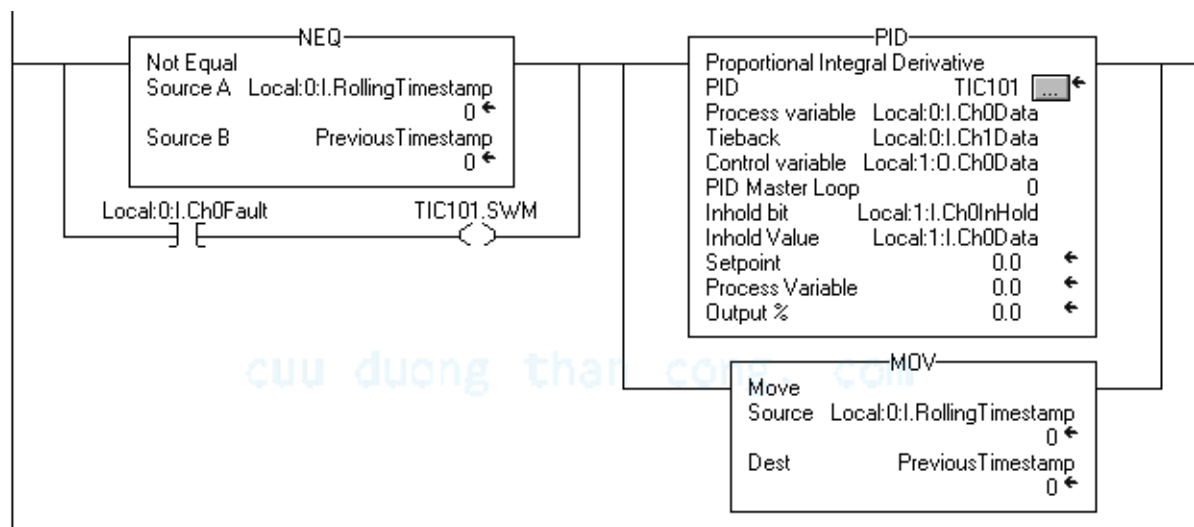 NEQ
Not Equal
Source A Local:0:I.RollingTimestamp
0
Source B PreviousTimestamp
0
Local:0:I.Ch0Fault TIC101.SWM
PID
Proportional Integral Derivative
PID TIC101 ...
Process variable Local:0:I.Ch0Data
Tieback Local:0:I.Ch1Data
Control variable Local:1:O.Ch0Data
PID Master Loop 0
Inhold bit Local:1:I.Ch0InHold
Inhold Value Local:1:I.Ch0Data
Setpoint 0.0
Process Variable 0.0
Output % 0.0
cuu duong than cong. com
MOV
Move
Source Local:0:I.RollingTimestamp
0
Dest PreviousTimestamp
0